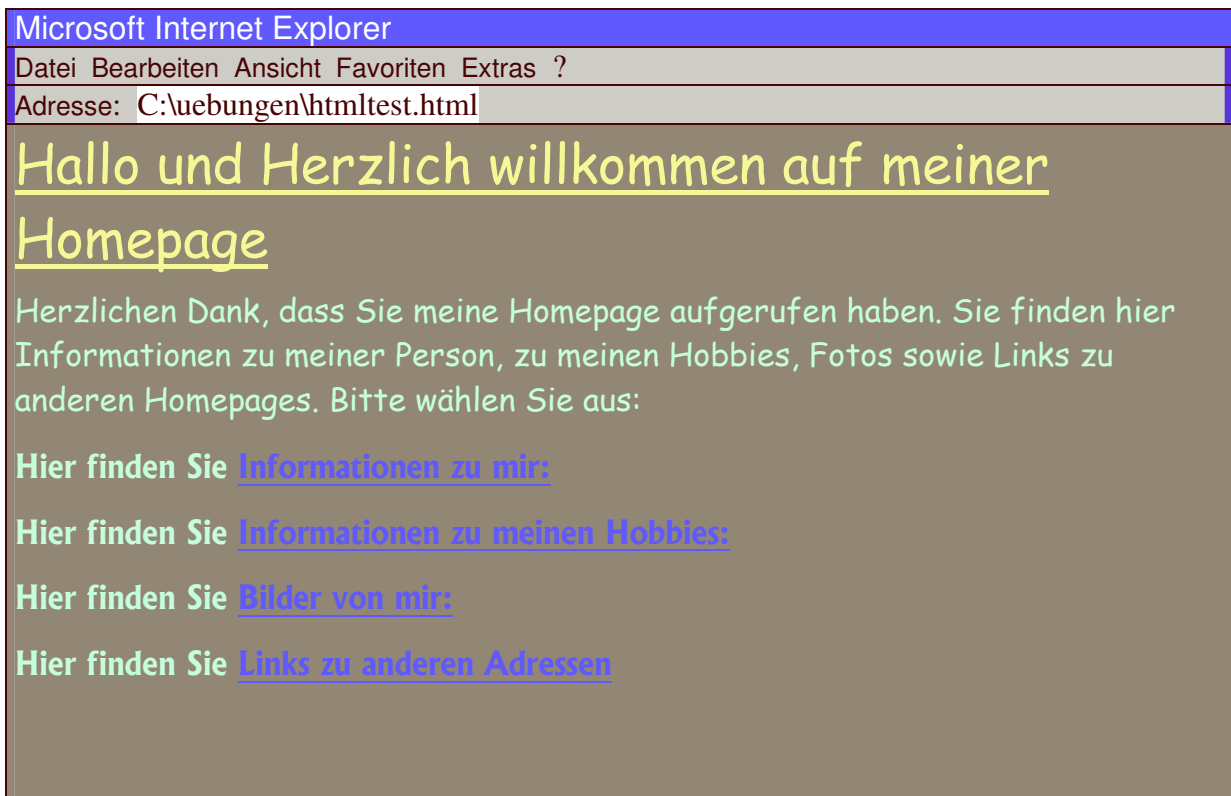 Microsoft Internet Explorer
Datei Bearbeiten Ansicht Favoriten Extras ?
Adresse: C:\uebungen\htmltest.html
Hallo und Herzlich willkommen auf meiner
Homepage
Herzlichen Dank, dass Sie meine Homepage aufgerufen haben. Sie finden hier
Informationen zu meiner Person, zu meinen Hobbies, Fotos sowie Links zu
anderen Homepages. Bitte wählen Sie aus:
Hier finden Sie Informationen zu mir:
Hier finden Sie Informationen zu meinen Hobbies:
Hier finden Sie Bilder von mir:
Hier finden Sie Links zu anderen Adressen